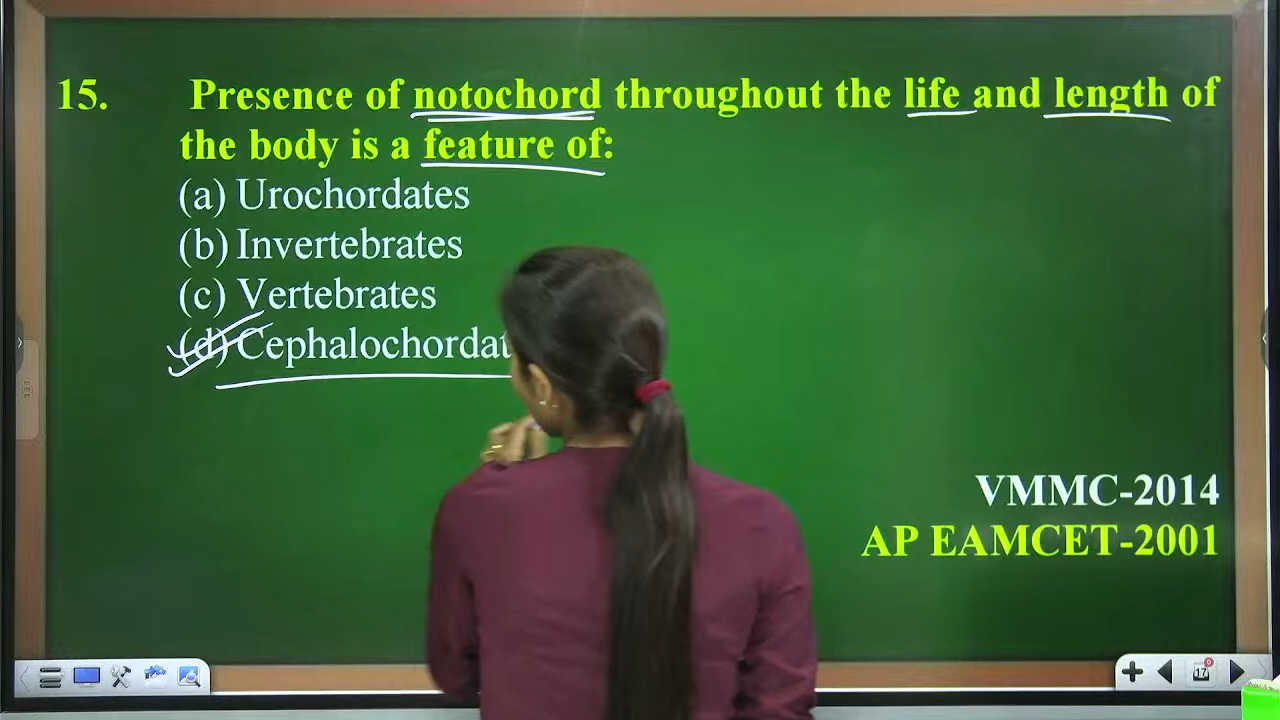 15. Presence of notochord throughout the life and length of
the body is a feature of:
(a) Urochordates
(b) Invertebrates
(c) Vertebrates
(d)
VMMC-2014
AP EAMCET-2001
17